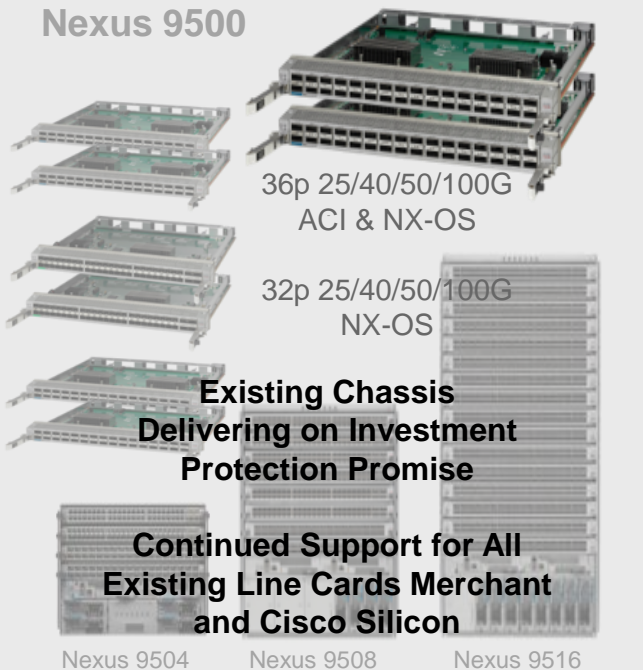 Nexus 9500
36p 25/40/50/100G
ACI & NX-OS
32p 25/40/50/100G
NX-OS
Existing Chassis
Delivering on Investment
Protection Promise
Continued Support for All
Existing Line Cards Merchant
and Cisco Silicon
Nexus 9504
Nexus 9508
Nexus 9516